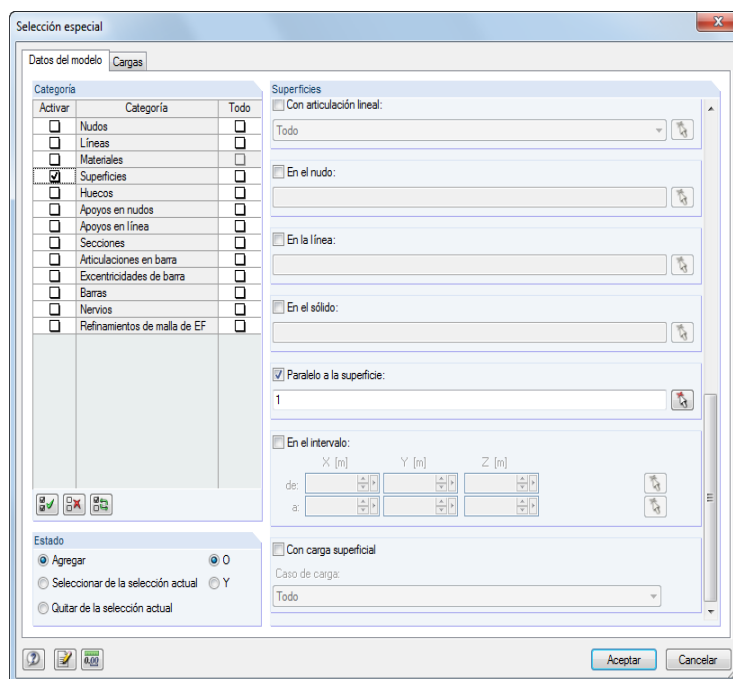 Selección especial
Datos del modelo Cargas
Categoría
Activar Categoría Todo
Nudos
Líneas
Materiales
Superficies
Huecos
Apoyos en nudos
Apoyos en línea
Secciones
Articulaciones en barra
Excentricidades de barra
Barras
Nervios
Refinamientos de malla de EF
Estado
Agregar O
Seleccionar de la selección actual Y
Quitar de la selección actual
Superficies
Con articulación lineal:
Todo
En el nudo:
En la línea:
En el sólido:
Paralelo a la superficie:
1
En el intervalo:
X [m] Y [m] Z [m]
de:
a:
Con carga superficial
Caso de carga:
Todo
0.00
Aceptar Cancelar